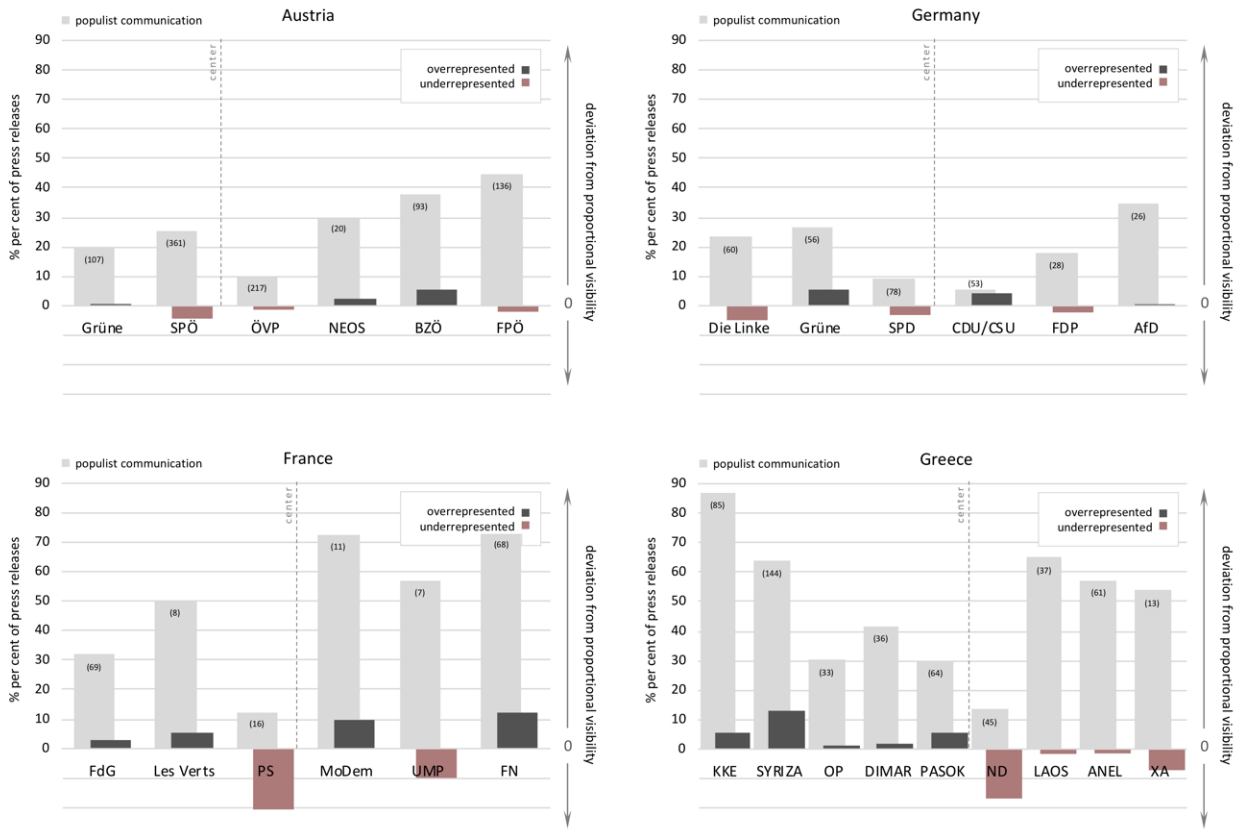 Austria
populist communication
90
80
70
60
50
40
30
20
10
0
% per cent of press releases
center
overrepresented
underrepresented
(107)
(361)
(217)
(20)
(93)
(136)
Grüne SPÖ ÖVP NEOS BZÖ FPÖ
0
deviation from proportional visibility
Germany
populist communication
90
80
70
60
50
40
30
20
10
0
% per cent of press releases
center
overrepresented
underrepresented
(60)
(56)
(78)
(53)
(28)
(26)
Die Linke Grüne SPD CDU/CSU FDP AfD
0
deviation from proportional visibility
France
populist communication
90
80
70
60
50
40
30
20
10
0
% per cent of press releases
center
overrepresented
underrepresented
(69)
(8)
(16)
(11)
(7)
(68)
FdG Les Verts PS MoDem UMP FN
0
deviation from proportional visibility
Greece
populist communication
90
80
70
60
50
40
30
20
10
0
% per cent of press releases
center
overrepresented
underrepresented
(85)
(144)
(33)
(36)
(64)
(45)
(37)
(61)
(13)
KKE SYRIZA OP DIMAR PASOK ND LAOS ANEL XA
0
deviation from proportional visibility